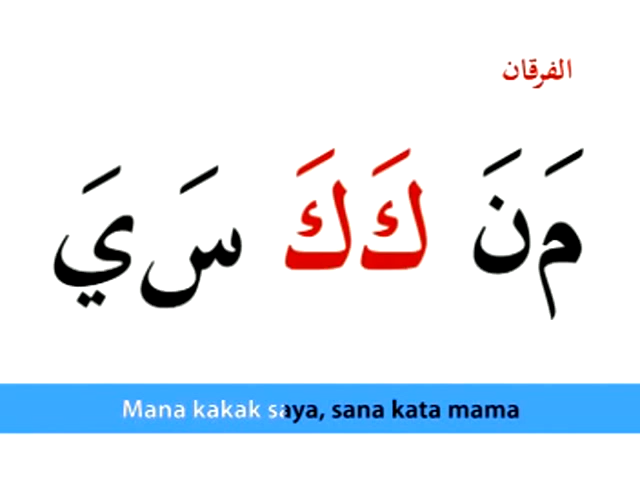 الفرقان
مَ نَ كَ كَ سَ يَ
Mana kakak saya, sana kata mama